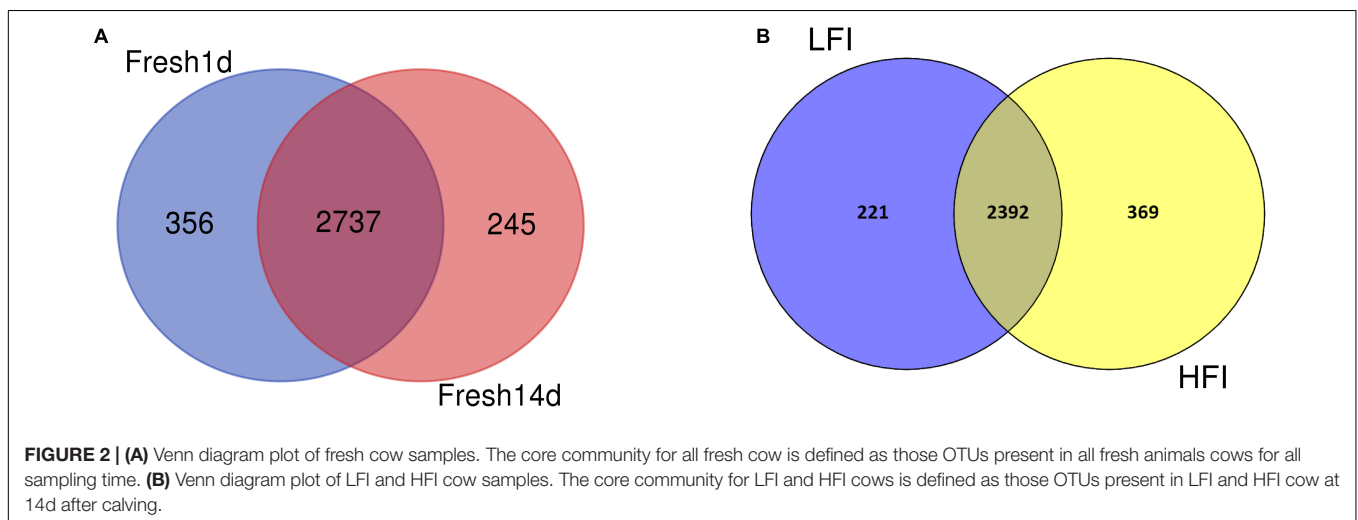 A
Fresh1d
356
2737
245
Fresh14d
B
LFI
221
2392
369
HFI
FIGURE 2 | (A) Venn diagram plot of fresh cow samples. The core community for all fresh cow is defined as those OTUs present in all fresh animals cows for all
sampling time. (B) Venn diagram plot of LFI and HFI cow samples. The core community for LFI and HFI cows is defined as those OTUs present in LFI and HFI cow at
14d after calving.